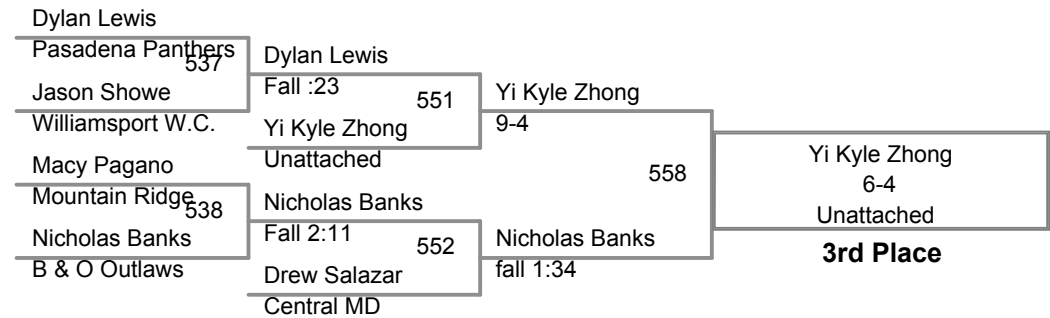 Dylan Lewis
Pasadena Panthers
537
Jason Showe
Williamsport W.C.
Macy Pagano
Mountain Ridge
538
Nicholas Banks
B & O Outlaws
Dylan Lewis
Fall :23
551
Yi Kyle Zhong
Unattached
Nicholas Banks
Fall 2:11
552
Drew Salazar
Central MD
Yi Kyle Zhong
9-4
558
Nicholas Banks
fall 1:34
Yi Kyle Zhong
6-4
Unattached
3rd Place